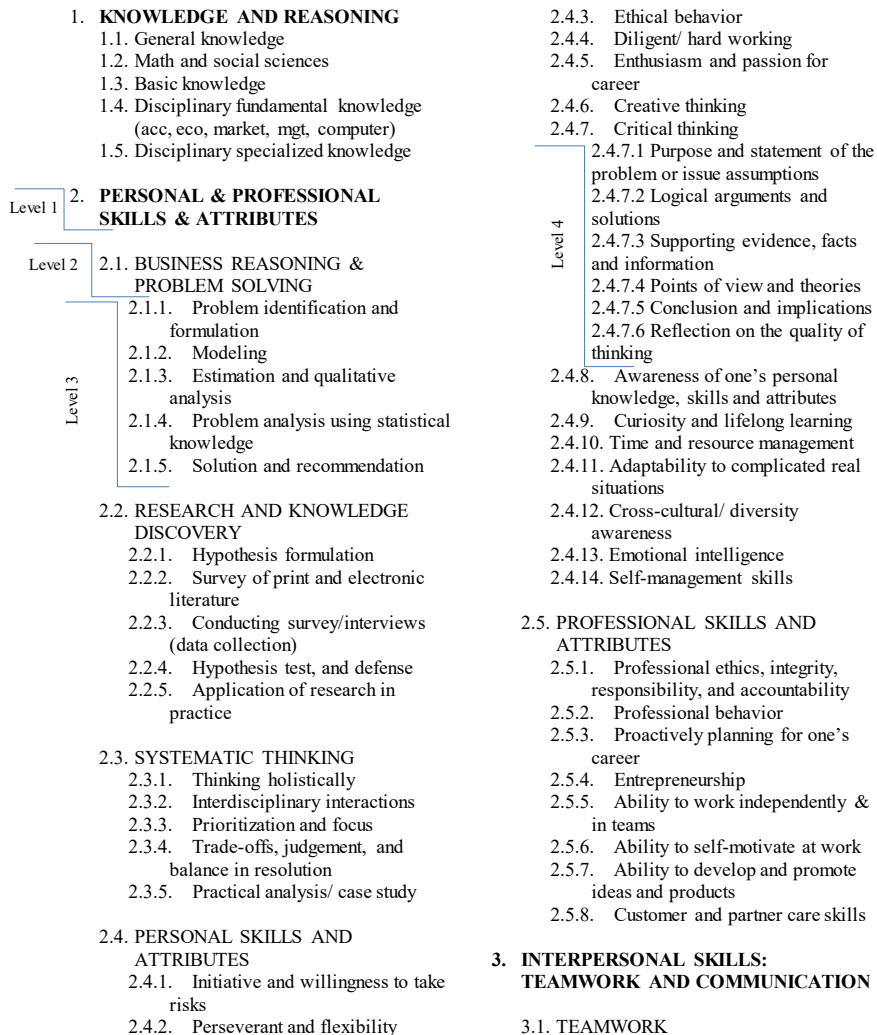 1. KNOWLEDGE AND REASONING
1.1. General knowledge
1.2. Math and social sciences
1.3. Basic knowledge
1.4. Disciplinary fundamental knowledge
(acc, eco, market, mgt, computer)
1.5. Disciplinary specialized knowledge
Level 1
2. PERSONAL & PROFESSIONAL
SKILLS & ATTRIBUTES
Level 2
2.1. BUSINESS REASONING &
PROBLEM SOLVING
2.1.1. Problem identification and
formulation
2.1.2. Modeling
Level 3
2.1.3. Estimation and qualitative
analysis
2.1.4. Problem analysis using statistical
knowledge
2.1.5. Solution and recommendation
2.2. RESEARCH AND KNOWLEDGE
DISCOVERY
2.2.1. Hypothesis formulation
2.2.2. Survey of print and electronic
literature
2.2.3. Conducting survey/interviews
(data collection)
2.2.4. Hypothesis test, and defense
2.2.5. Application of research in
practice
2.3. SYSTEMATIC THINKING
2.3.1. Thinking holistically
2.3.2. Interdisciplinary interactions
2.3.3. Prioritization and focus
2.3.4. Trade-offs, judgement, and
balance in resolution
2.3.5. Practical analysis/ case study
2.4. PERSONAL SKILLS AND
ATTRIBUTES
2.4.1. Initiative and willingness to take
risks
2.4.2. Perseverant and flexibility
2.4.3. Ethical behavior
2.4.4. Diligent/ hard working
2.4.5. Enthusiasm and passion for
career
2.4.6. Creative thinking
2.4.7. Critical thinking
2.4.7.1 Purpose and statement of the
problem or issue assumptions
2.4.7.2 Logical arguments and
solutions
Level 4
2.4.7.3 Supporting evidence, facts
and information
2.4.7.4 Points of view and theories
2.4.7.5 Conclusion and implications
2.4.7.6 Reflection on the quality of
thinking
2.4.8. Awareness of one's personal
knowledge, skills and attributes
2.4.9. Curiosity and lifelong learning
2.4.10. Time and resource management
2.4.11. Adaptability to complicated real
situations
2.4.12. Cross-cultural/ diversity
awareness
2.4.13. Emotional intelligence
2.4.14. Self-management skills
2.5. PROFESSIONAL SKILLS AND
ATTRIBUTES
2.5.1. Professional ethics, integrity,
responsibility, and accountability
2.5.2. Professional behavior
2.5.3. Proactively planning for one's
career
2.5.4. Entrepreneurship
2.5.5. Ability to work independently &
in teams
2.5.6. Ability to self-motivate at work
2.5.7. Ability to develop and promote
ideas and products
2.5.8. Customer and partner care skills
3. INTERPERSONAL SKILLS:
TEAMWORK AND COMMUNICATION
3.1. TEAMWORK